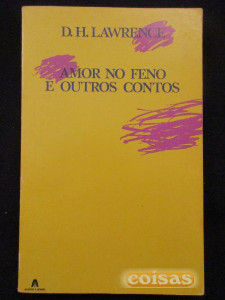 D.H. LAWRENCE
AMOR NO FENO
E OUTROS CONTOS
A
coisas